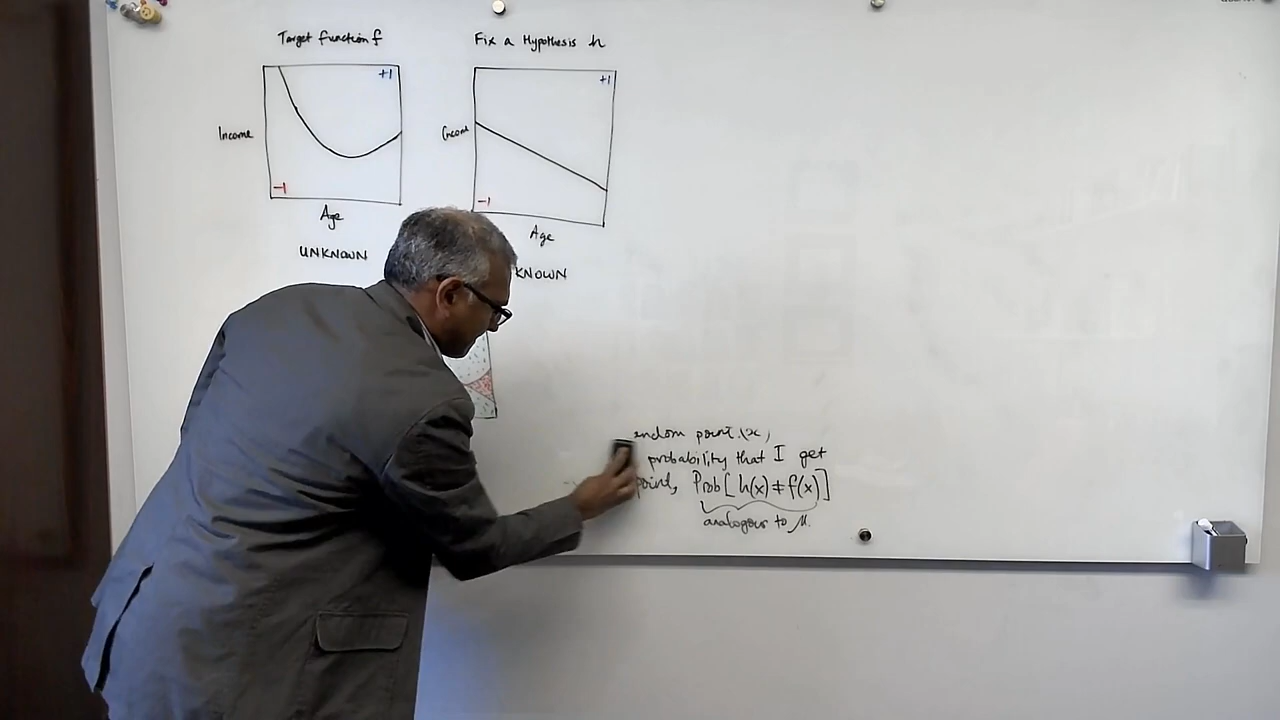 Target function f
Fix a Hypothesis h
+1
+1
Income
Income
-1
-1
Age
Age
UNKNOWN
KNOWN
random point (x)
probability that I get
point, Prob[h(x)≠f(x)]
analogous to μ.